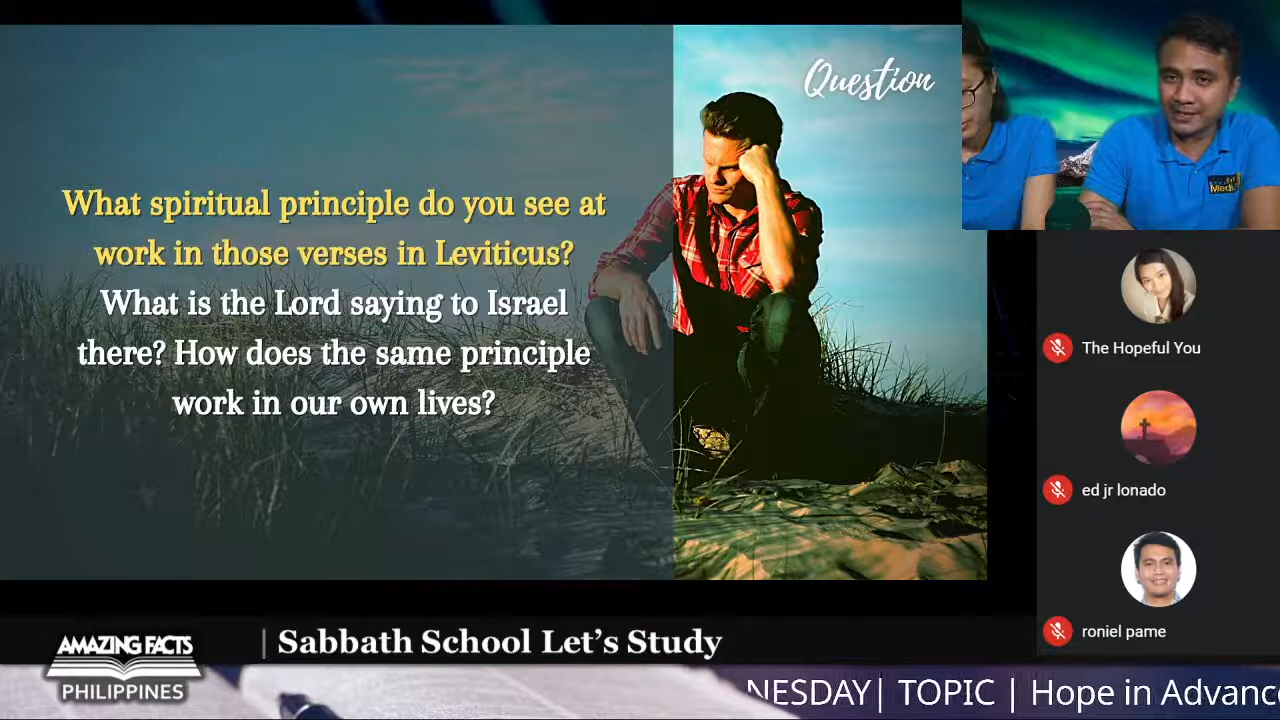 Question
What spiritual principle do you see at
work in those verses in Leviticus?
What is the Lord saying to Israel
there? How does the same principle
work in our own lives?
The Hopeful You
ed jr lonado
roniel pame
AMAZING FACTS
PHILIPPINES
| Sabbath School Let’s Study
NESDAY| TOPIC | Hope in Advanc